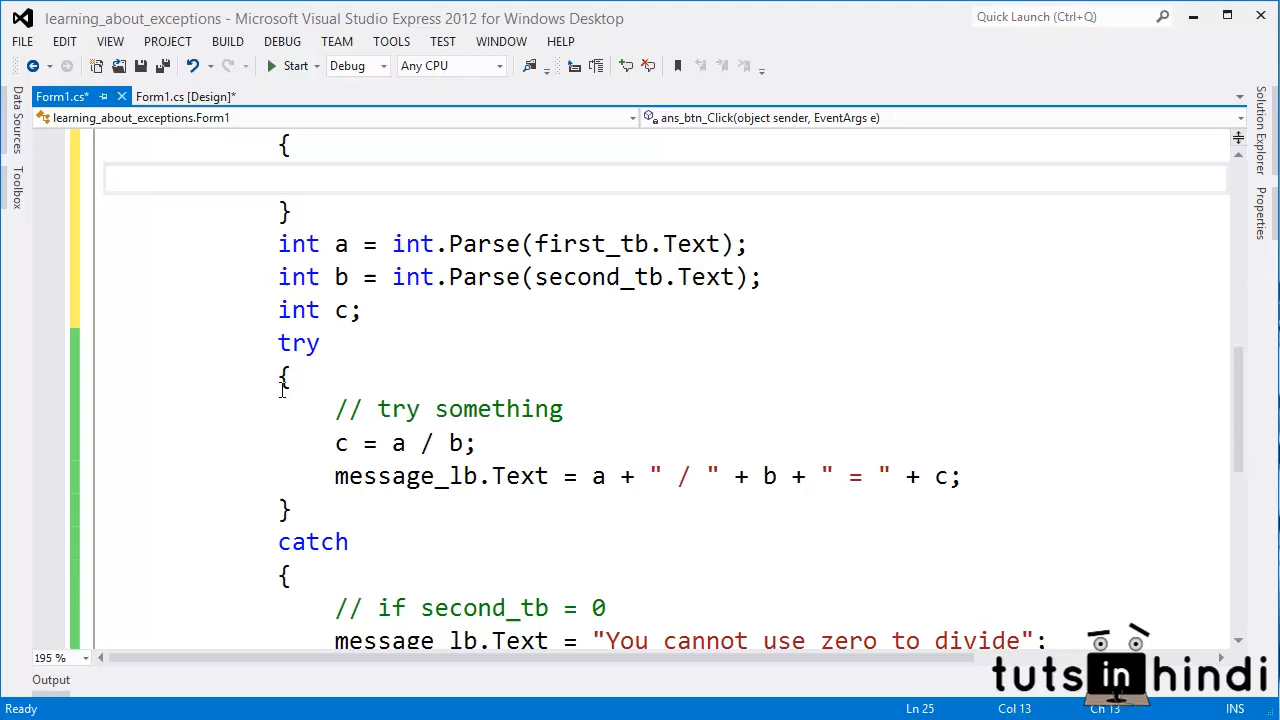 learning_about_exceptions - Microsoft Visual Studio Express 2012 for Windows Desktop
Quick Launch (Ctrl+Q)
FILE EDIT VIEW PROJECT BUILD DEBUG TEAM TOOLS TEST WINDOW HELP
Start Debug Any CPU
Form1.cs* Form1.cs [Design]*
learning_about_exceptions.Form1 ans_btn_Click(object sender, EventArgs e)
Data Sources
Toolbox
Solution Explorer
Properties
{
}
int a = int.Parse(first_tb.Text);
int b = int.Parse(second_tb.Text);
int c;
try
{
// try something
c = a / b;
message_lb.Text = a + " / " + b + " = " + c;
}
catch
{
// if second_tb = 0
message_lb.Text = "You cannot use zero to divide";
195 %
Output
tutsinhindi
Ready Ln 25 Col 13 Ch 13 INS